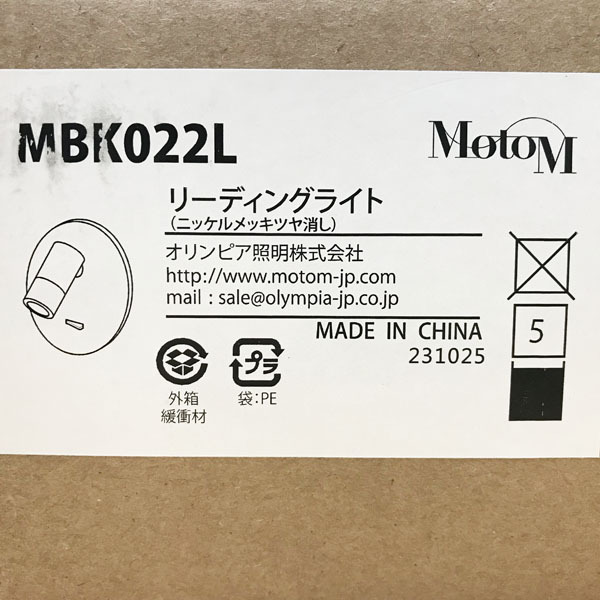 MBK022L
MotoM
リーディングライト
（ニッケルメッキツヤ消し）
オリンピア照明株式会社
http://www.motom-jp.com
mail : sale@olympia-jp.co.jp
MADE IN CHINA
231025
5
プラ
外箱
緩衝材
袋:PE